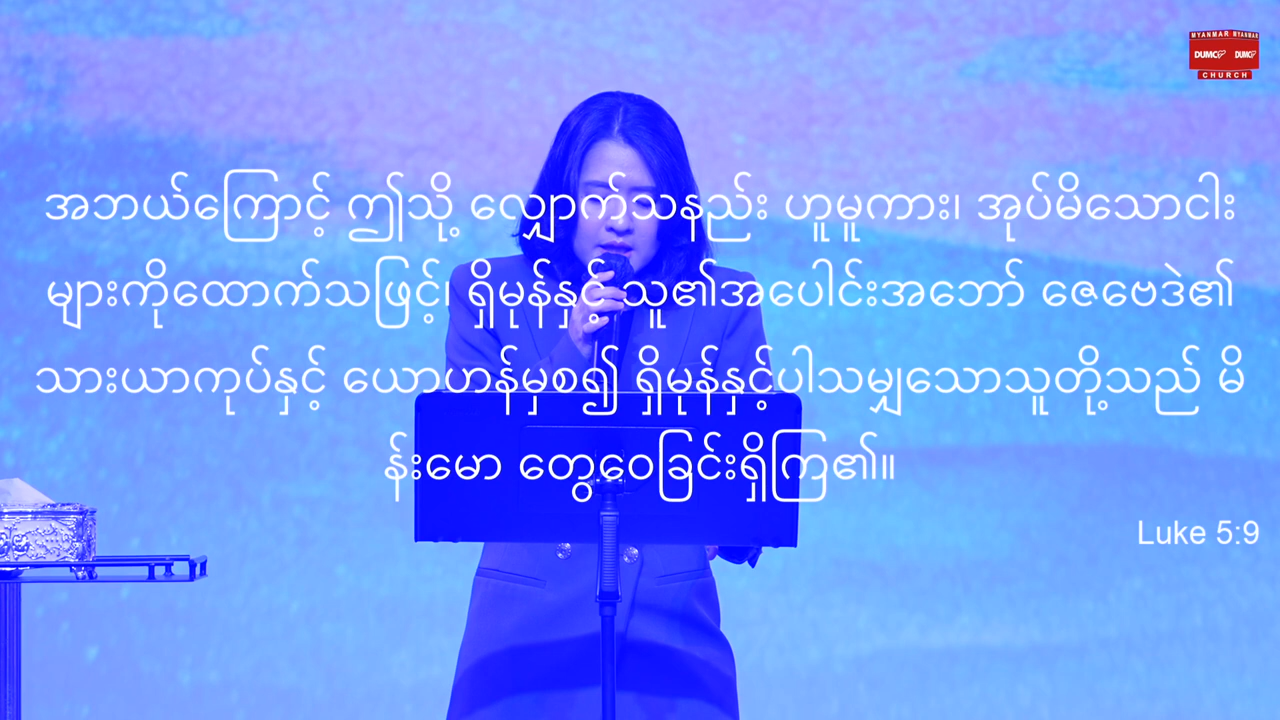 MYANMAR MYANMAR
DUMC DUMC
CHURCH
အဘယ်ကြောင့် ဤသို့ လျှောက်သနည်း ဟူမူကား၊ အုပ်မိသောငါး
များကိုထောက်သဖြင့်၊ ရှိမုန်နှင့် သူ၏အပေါင်းအဘော် ဇေဗေဒဲ၏
သားယာကုပ်နှင့် ယောဟန်မှစ၍ ရှိမုန်နှင့်ပါသမျှသောသူတို့သည် မိ
န်းမော တွေဝေခြင်းရှိကြ၏။
Luke 5:9